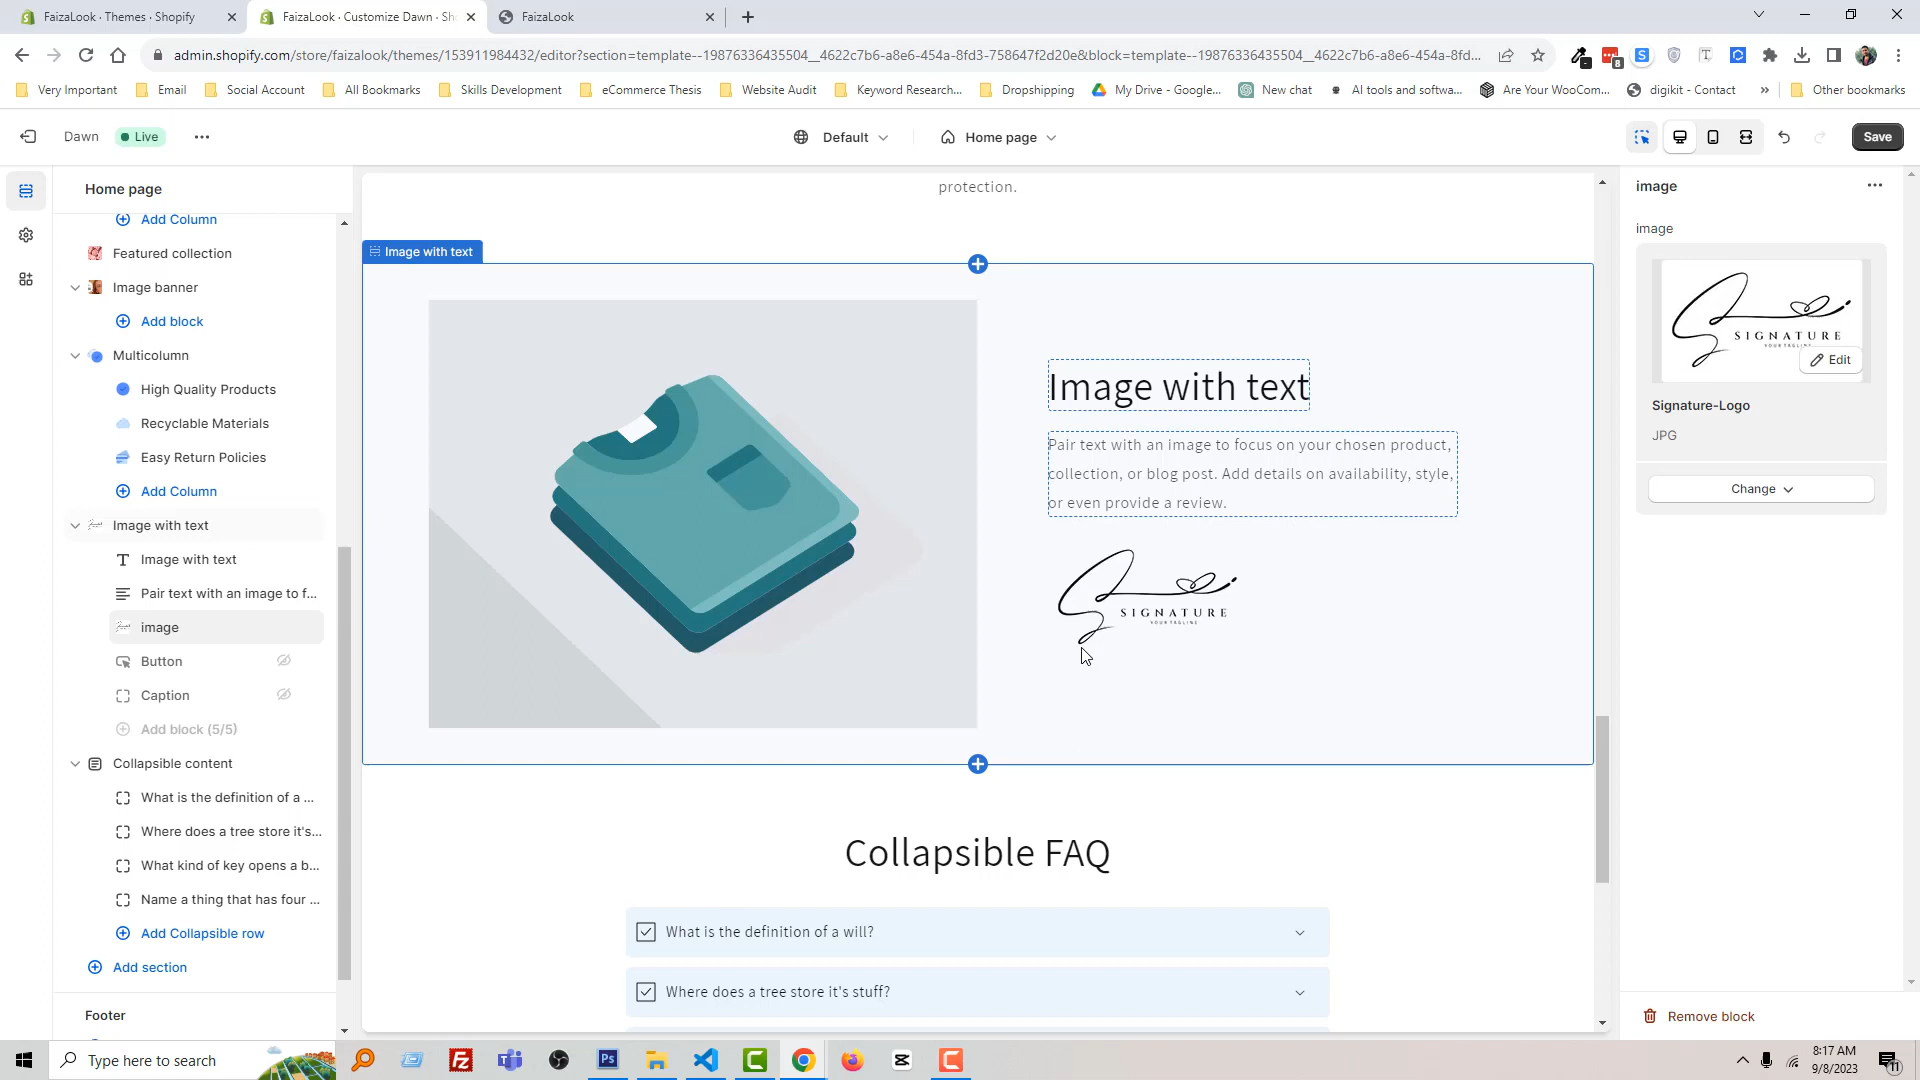 FaizaLook · Themes · Shopify
FaizaLook · Customize Dawn · Sh
FaizaLook
admin.shopify.com/store/faizalook/themes/153911984432/editor?section=template--19876336435504__4622c7b6-a8e6-454a-8fd3-758647f2d20e&block=template--19876336435504__4622c7b6-a8e6-454a-8fd...
8
Very Important
Email
Social Account
All Bookmarks
Skills Development
eCommerce Thesis
Website Audit
Keyword Research...
Dropshipping
My Drive - Google...
New chat
AI tools and softwa...
Are Your WooCom...
digikit - Contact
»
Other bookmarks
Dawn
Live
Default
Home page
Save
Home page
Add Column
Featured collection
Image banner
Add block
Multicolumn
High Quality Products
Recyclable Materials
Easy Return Policies
Add Column
Image with text
Image with text
Pair text with an image to f...
image
Button
Caption
Add block (5/5)
Collapsible content
What is the definition of a ...
Where does a tree store it's...
What kind of key opens a b...
Name a thing that has four ...
Add Collapsible row
Add section
Footer
protection.
Image with text
Image with text
Pair text with an image to focus on your chosen product,
collection, or blog post. Add details on availability, style,
or even provide a review.
SIGNATURE
YOUR TAGLINE
Collapsible FAQ
What is the definition of a will?
Where does a tree store it's stuff?
image
image
SIGNATURE
Edit
Signature-Logo
JPG
Change
Remove block
Type here to search
8:17 AM
9/8/2023
11